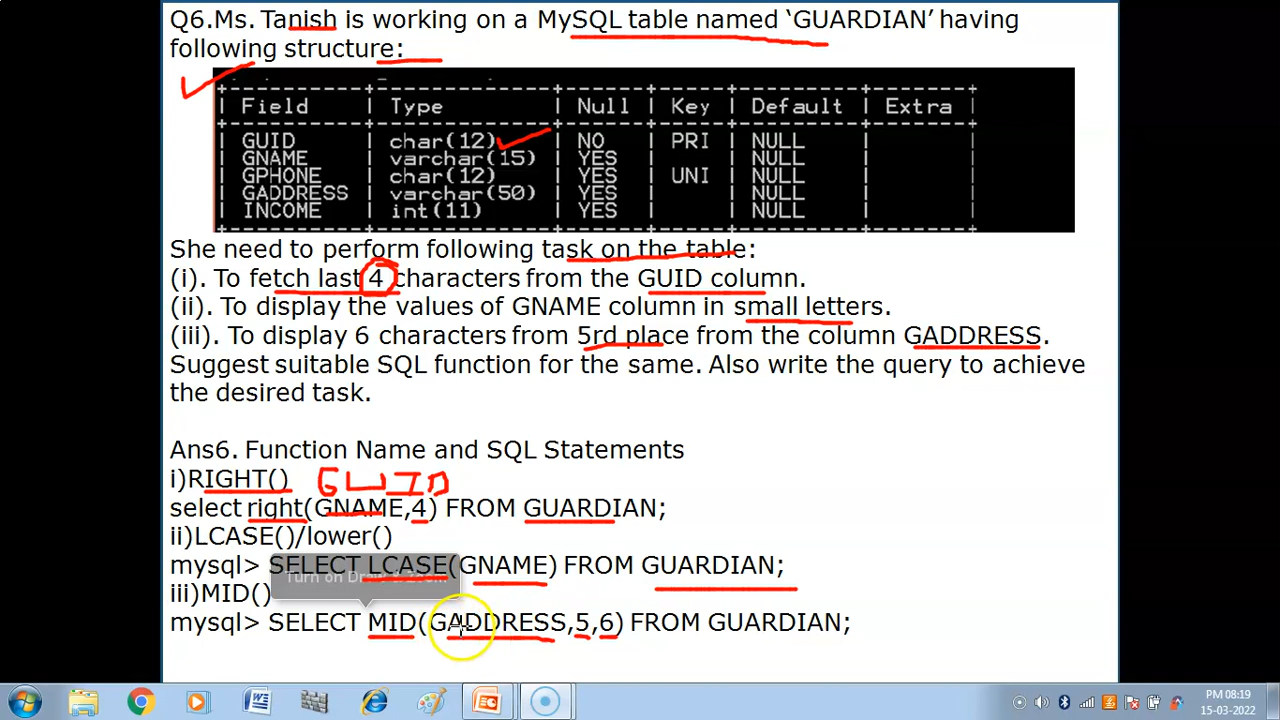 Q6.Ms. Tanish is working on a MySQL table named ‘GUARDIAN’ having
following structure:
| Field | Type | Null | Key | Default | Extra |
| GUID | char(12) | NO | PRI | NULL | |
| GNAME | varchar(15) | YES | | NULL | |
| GPHONE | char(12) | YES | UNI | NULL | |
| GADDRESS | varchar(50) | YES | | NULL | |
| INCOME | int(11) | YES | | NULL | |
She need to perform following task on the table:
(i). To fetch last 4 characters from the GUID column.
(ii). To display the values of GNAME column in small letters.
(iii). To display 6 characters from 5rd place from the column GADDRESS.
Suggest suitable SQL function for the same. Also write the query to achieve
the desired task.
Ans6. Function Name and SQL Statements
i)RIGHT() GUID
select right(GNAME,4) FROM GUARDIAN;
ii)LCASE()/lower()
mysql> SELECT LCASE(GNAME) FROM GUARDIAN;
Turn on Draw
iii)MID()
mysql> SELECT MID(GADDRESS,5,6) FROM GUARDIAN;
PM 08:19
15-03-2022